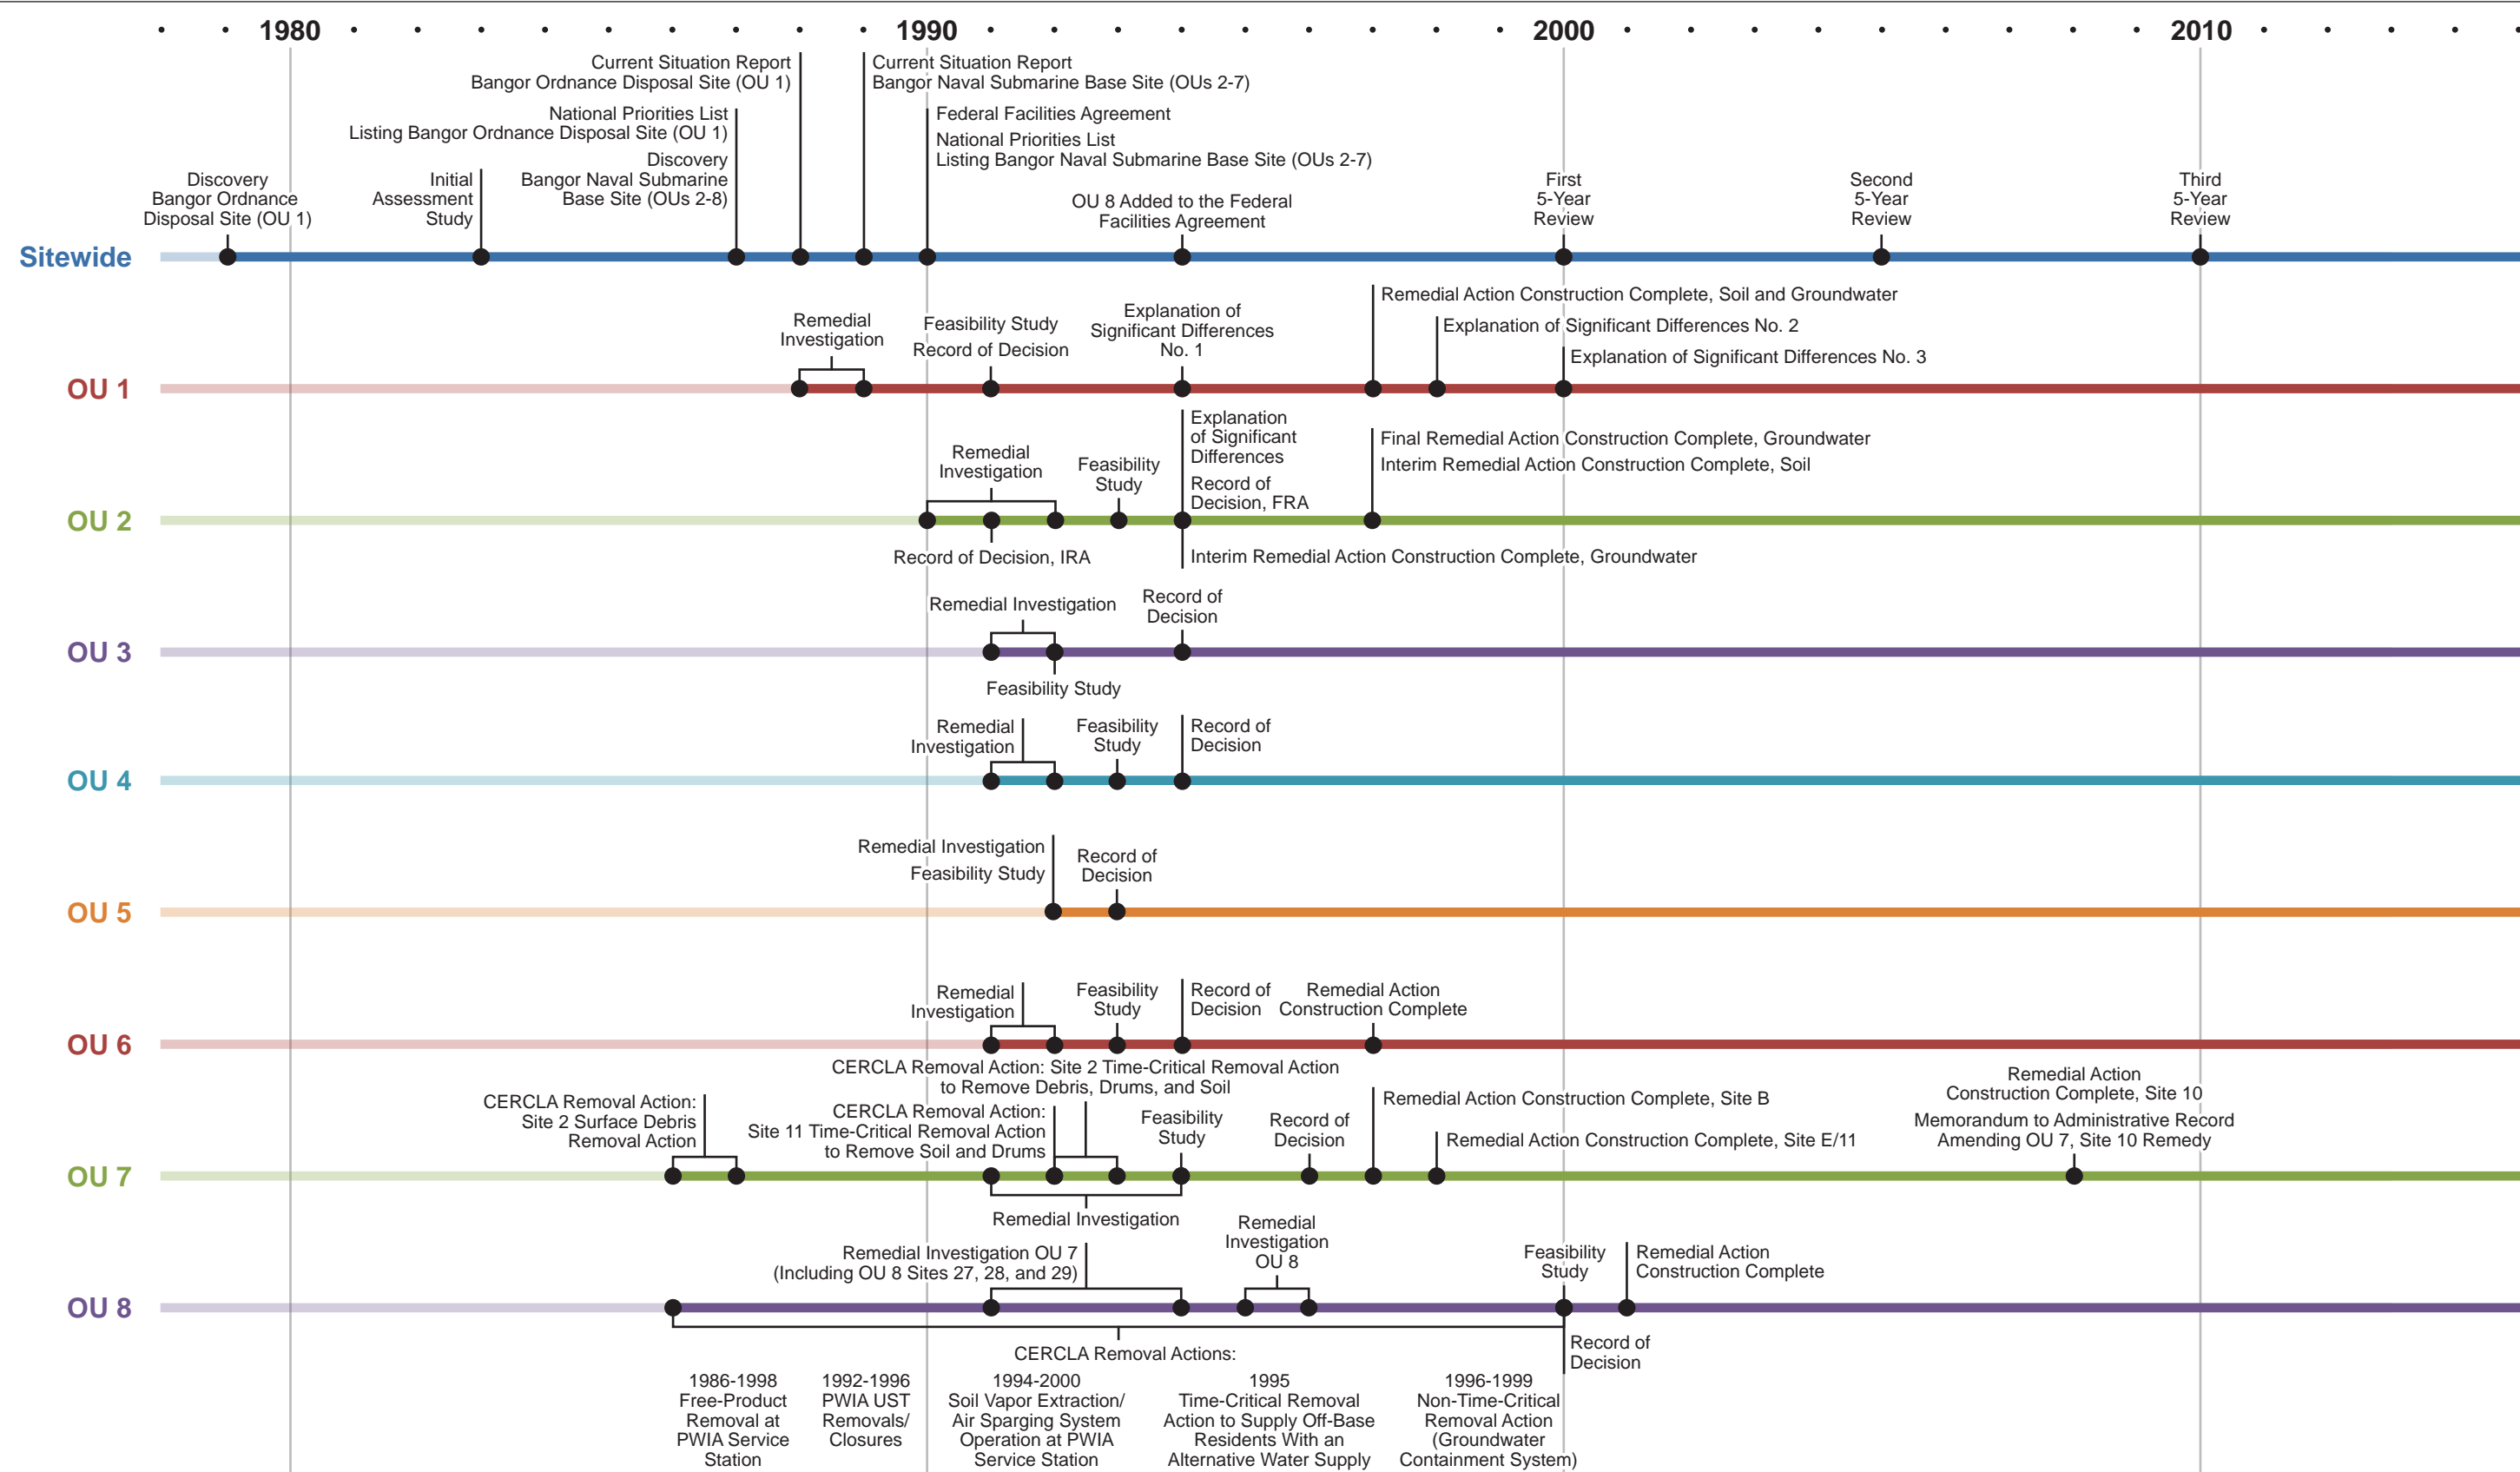 1980
1990
2000
2010
Current Situation Report
Bangor Ordnance Disposal Site (OU 1)
Current Situation Report
Bangor Naval Submarine Base Site (OUs 2-7)
National Priorities List
Listing Bangor Ordnance Disposal Site (OU 1)
Federal Facilities Agreement
National Priorities List
Listing Bangor Naval Submarine Base Site (OUs 2-7)
Discovery
Bangor Ordnance
Disposal Site (OU 1)
Initial
Assessment
Study
Discovery
Bangor Naval Submarine
Base Site (OUs 2-8)
OU 8 Added to the Federal
Facilities Agreement
First
5-Year
Review
Second
5-Year
Review
Third
5-Year
Review
Sitewide
Remedial
Investigation
Feasibility Study
Record of Decision
Explanation of
Significant Differences
No. 1
Remedial Action Construction Complete, Soil and Groundwater
Explanation of Significant Differences No. 2
Explanation of Significant Differences No. 3
OU 1
Remedial
Investigation
Feasibility
Study
Explanation
of Significant
Differences
Record of
Decision, FRA
Final Remedial Action Construction Complete, Groundwater
Interim Remedial Action Construction Complete, Soil
OU 2
Record of Decision, IRA
Interim Remedial Action Construction Complete, Groundwater
Remedial Investigation
Record of
Decision
OU 3
Feasibility Study
Remedial
Investigation
Feasibility
Study
Record of
Decision
OU 4
Remedial Investigation
Feasibility Study
Record of
Decision
OU 5
Remedial
Investigation
Feasibility
Study
Record of
Decision
Remedial Action
Construction Complete
OU 6
CERCLA Removal Action: Site 2 Time-Critical Removal Action
to Remove Debris, Drums, and Soil
CERCLA Removal Action:
Site 2 Surface Debris
Removal Action
CERCLA Removal Action:
Site 11 Time-Critical Removal Action
to Remove Soil and Drums
Feasibility
Study
Record of
Decision
Remedial Action Construction Complete, Site B
Remedial Action Construction Complete, Site E/11
Remedial Action
Construction Complete, Site 10
Memorandum to Administrative Record
Amending OU 7, Site 10 Remedy
OU 7
Remedial Investigation
Remedial Investigation OU 7
(Including OU 8 Sites 27, 28, and 29)
Remedial
Investigation
OU 8
Feasibility
Study
Remedial Action
Construction Complete
OU 8
Record of
Decision
CERCLA Removal Actions:
1986-1998
Free-Product
Removal at
PWIA Service
Station
1992-1996
PWIA UST
Removals/
Closures
1994-2000
Soil Vapor Extraction/
Air Sparging System
Operation at PWIA
Service Station
1995
Time-Critical Removal
Action to Supply Off-Base
Residents With an
Alternative Water Supply
1996-1999
Non-Time-Critical
Removal Action
(Groundwater
Containment System)